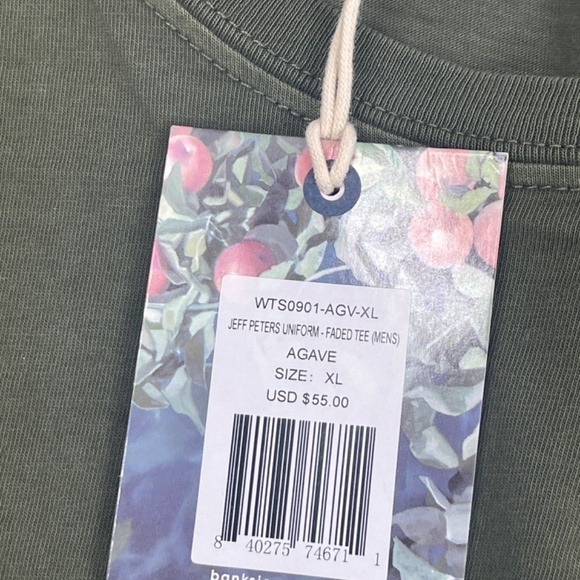 WTS0901-AGV-XL
JEFF PETERS UNIFORM - FADED TEE (MENS)
AGAVE
SIZE: XL
USD $55.00
8 40275 74671 1